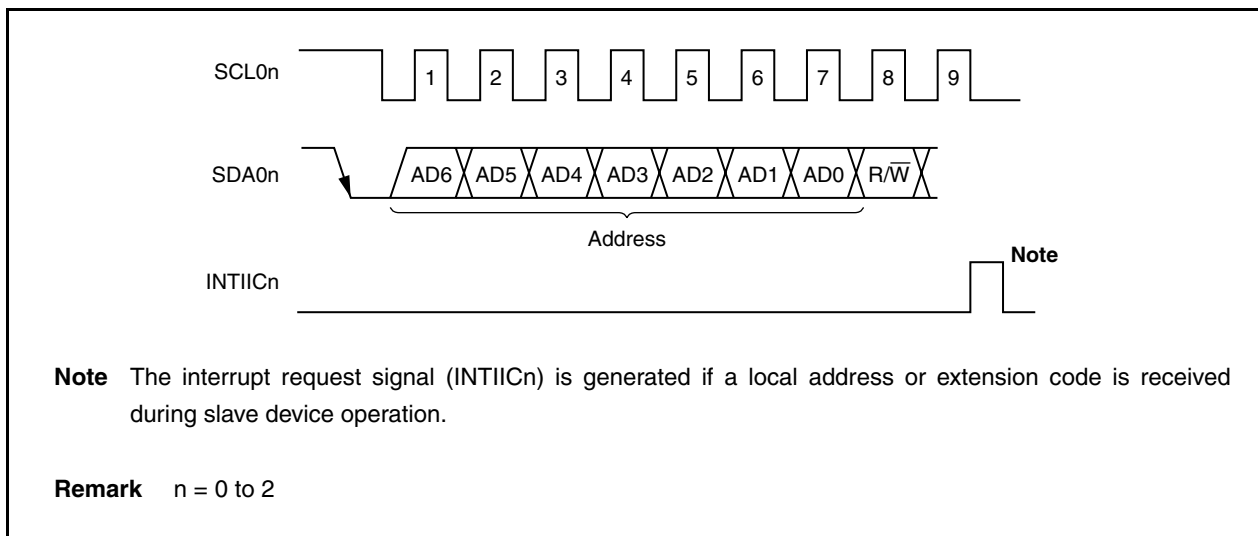 SCL0n
1 2 3 4 5 6 7 8 9
SDA0n
AD6 AD5 AD4 AD3 AD2 AD1 AD0 R/W̅
Address
INTIICn
Note
Note The interrupt request signal (INTIICn) is generated if a local address or extension code is received
during slave device operation.
Remark n = 0 to 2